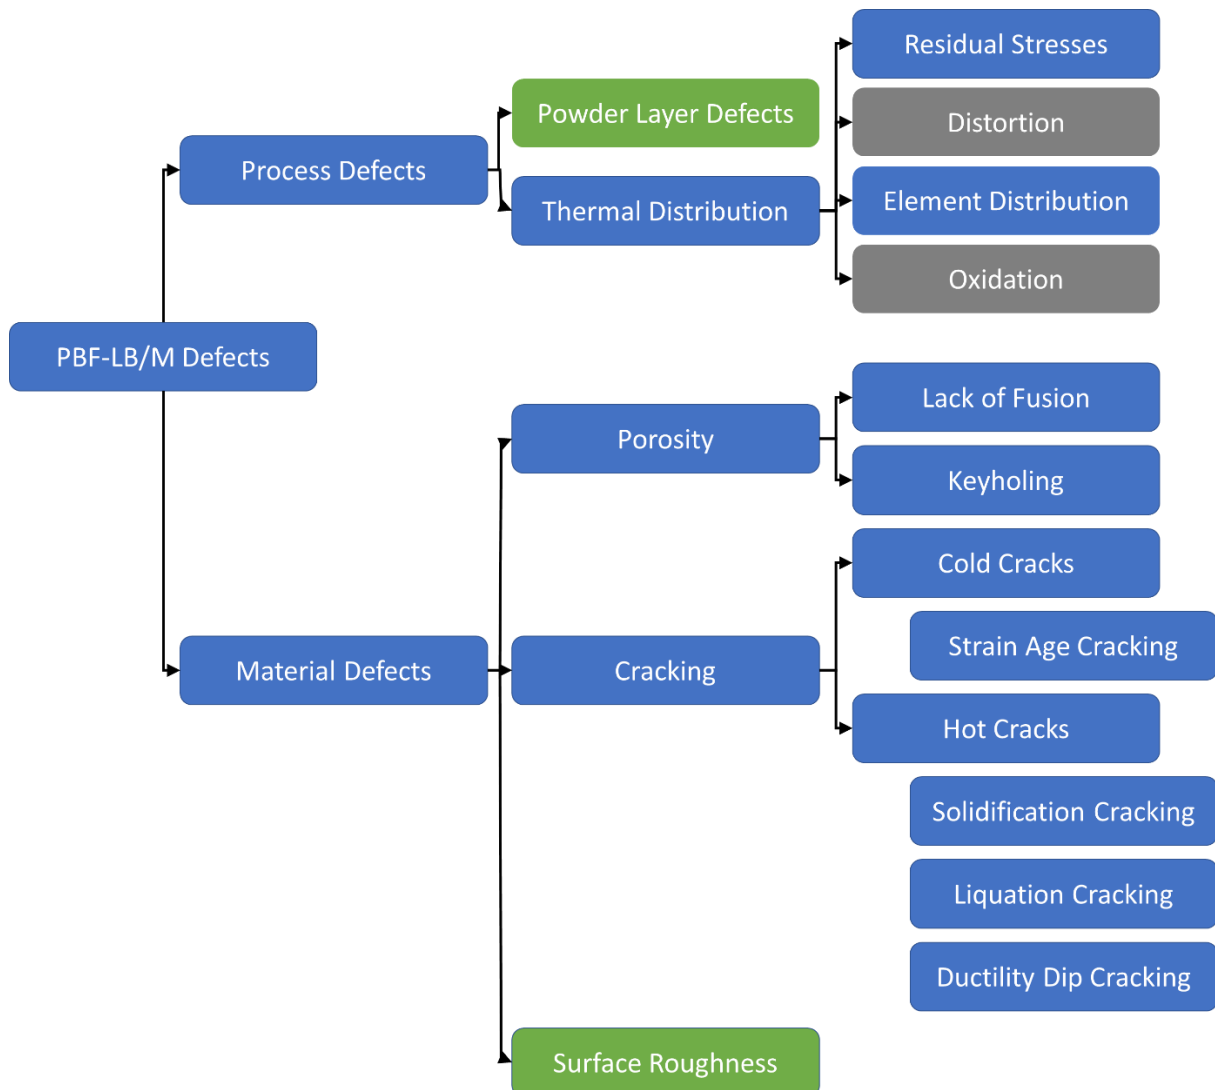 PBF-LB/M Defects
Process Defects
Powder Layer Defects
Thermal Distribution
Residual Stresses
Distortion
Element Distribution
Oxidation
Material Defects
Porosity
Lack of Fusion
Keyholing
Cracking
Cold Cracks
Strain Age Cracking
Hot Cracks
Solidification Cracking
Liquation Cracking
Ductility Dip Cracking
Surface Roughness